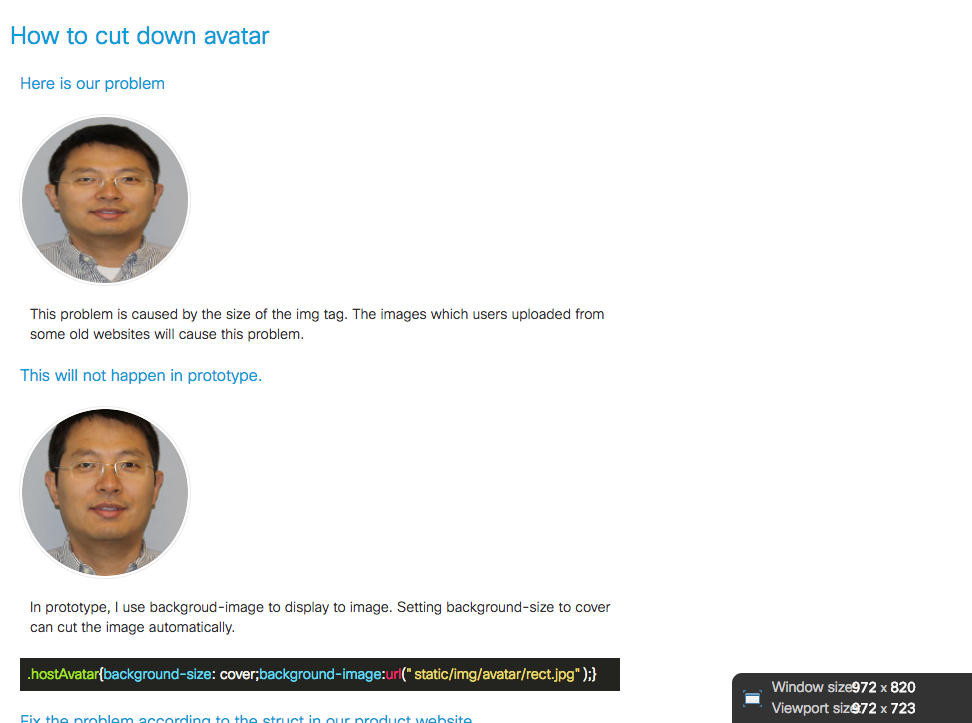 How to cut down avatar
Here is our problem
This problem is caused by the size of the img tag. The images which users uploaded from
some old websites will cause this problem.
This will not happen in prototype.
In prototype, I use backgroud-image to display to image. Setting background-size to cover
can cut the image automatically.
.hostAvatar{background-size: cover;background-image:url(" static/img/avatar/rect.jpg" );}
Window size972 x 820
Viewport size972 x 723
Fix the problem according to the struct in our product website